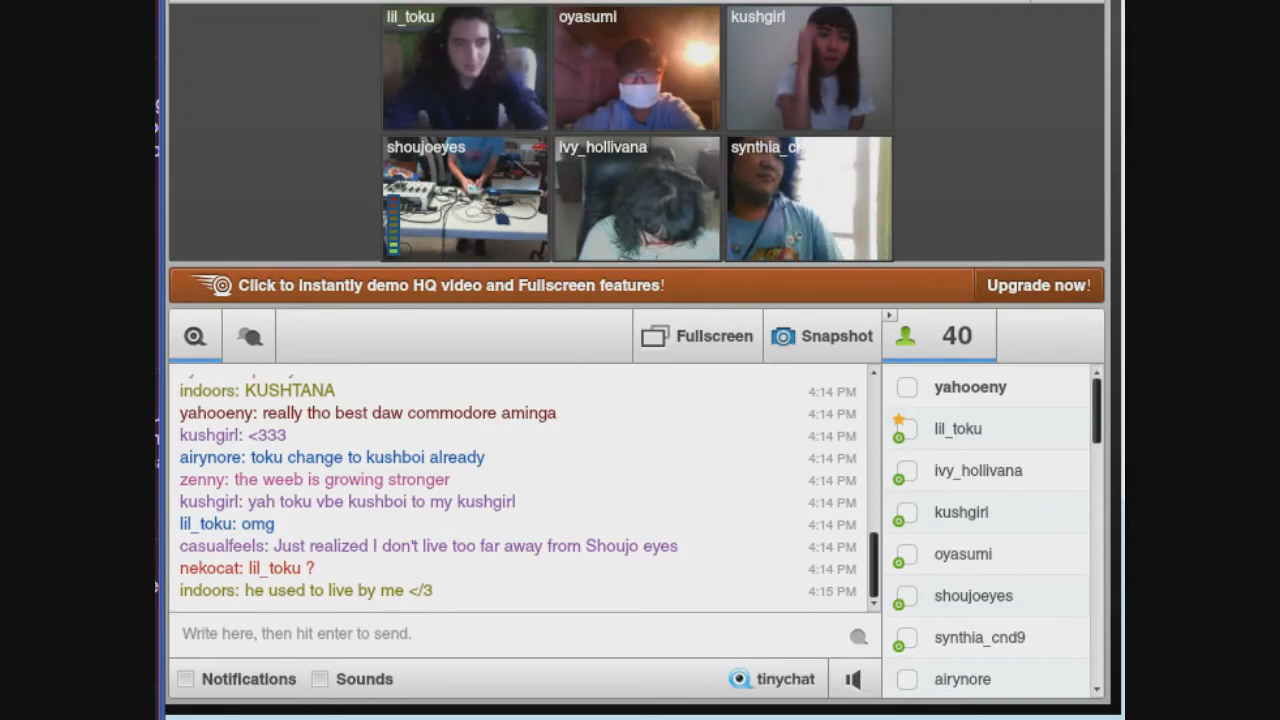 lil_toku
oyasumi
kushgirl
shoujoeyes
ivy_hollivana
Click to instantly demo HQ video and Fullscreen features!
Upgrade now!
Fullscreen
Snapshot
40
indoors: KUSHTANA 4:14 PM
yahooeny: really tho best daw commodore aminga 4:14 PM
kushgirl: <333 4:14 PM
airynore: toku change to kushboi already 4:14 PM
zenny: the weeb is growing stronger 4:14 PM
kushgirl: yah toku vbe kushboi to my kushgirl 4:14 PM
lil_toku: omg 4:14 PM
casualfeels: Just realized I don't live too far away from Shoujo eyes 4:14 PM
nekocat: lil_toku ? 4:14 PM
indoors: he used to live by me </3 4:15 PM
Write here, then hit enter to send.
Notifications
Sounds
tinychat
yahooeny
lil_toku
ivy_hollivana
kushgirl
oyasumi
shoujoeyes
synthia_cnd9
airynore